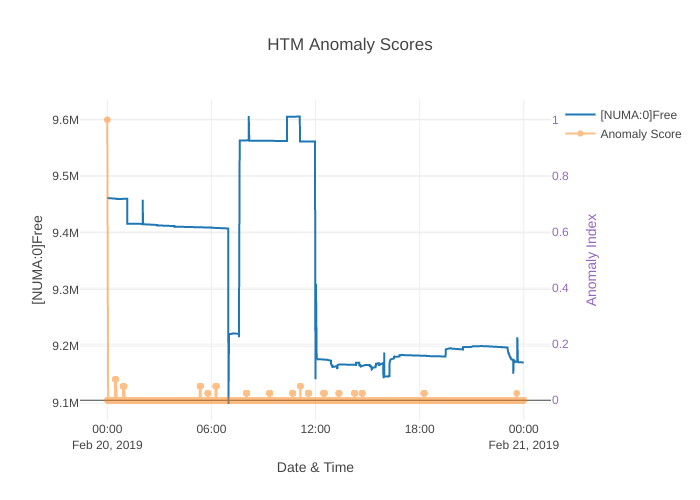 HTM Anomaly Scores
9.6M
9.5M
9.4M
9.3M
9.2M
9.1M
[NUMA:0]Free
1
0.8
0.6
0.4
0.2
0
Anomaly Index
[NUMA:0]Free
Anomaly Score
00:00
Feb 20, 2019
06:00
12:00
18:00
00:00
Feb 21, 2019
Date & Time